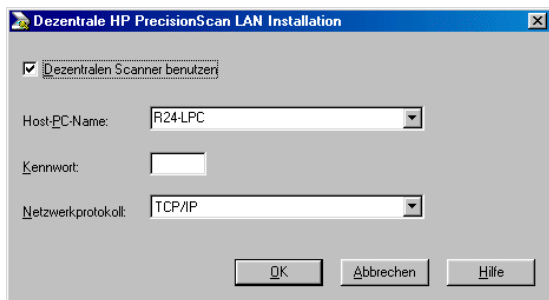 Dezentrale HP PrecisionScan LAN Installation
Dezentralen Scanner benutzen
Host-PC-Name: R24-LPC
Kennwort:
Netzwerkprotokoll: TCP/IP
OK Abbrechen Hilfe